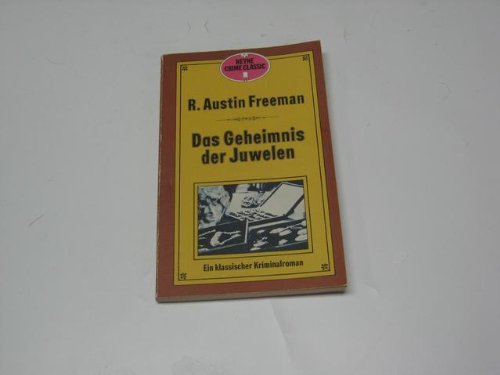 HEYNE
CRIME CLASSIC
R. Austin Freeman
Das Geheimnis
der Juwelen
Ein klassischer Kriminalroman